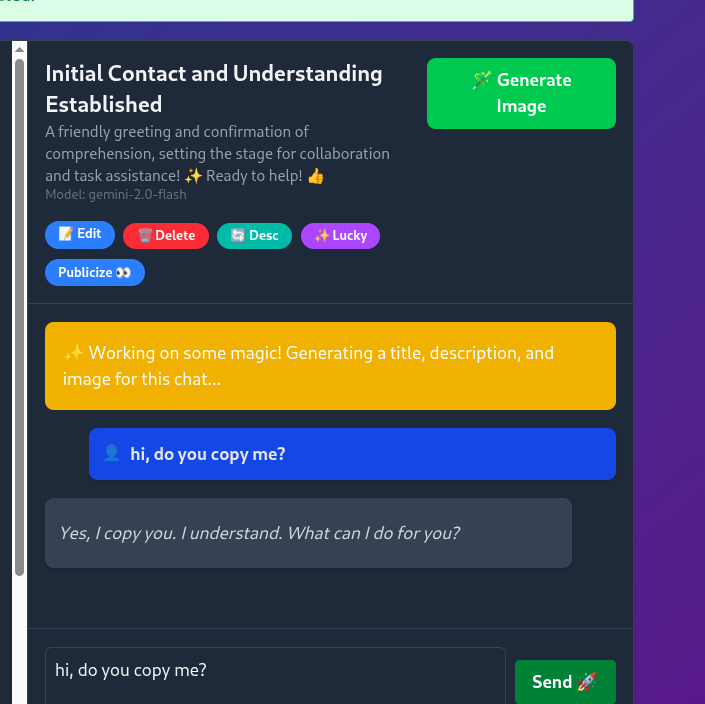 Initial Contact and Understanding
Established
A friendly greeting and confirmation of
comprehension, setting the stage for collaboration
and task assistance! ✨ Ready to help! 👍
Model: gemini-2.0-flash
🪄 Generate
Image
📝 Edit
🗑️ Delete
🔄 Desc
✨ Lucky
Publicize 👀
✨ Working on some magic! Generating a title, description, and
image for this chat...
👤 hi, do you copy me?
Yes, I copy you. I understand. What can I do for you?
hi, do you copy me?
Send 🚀